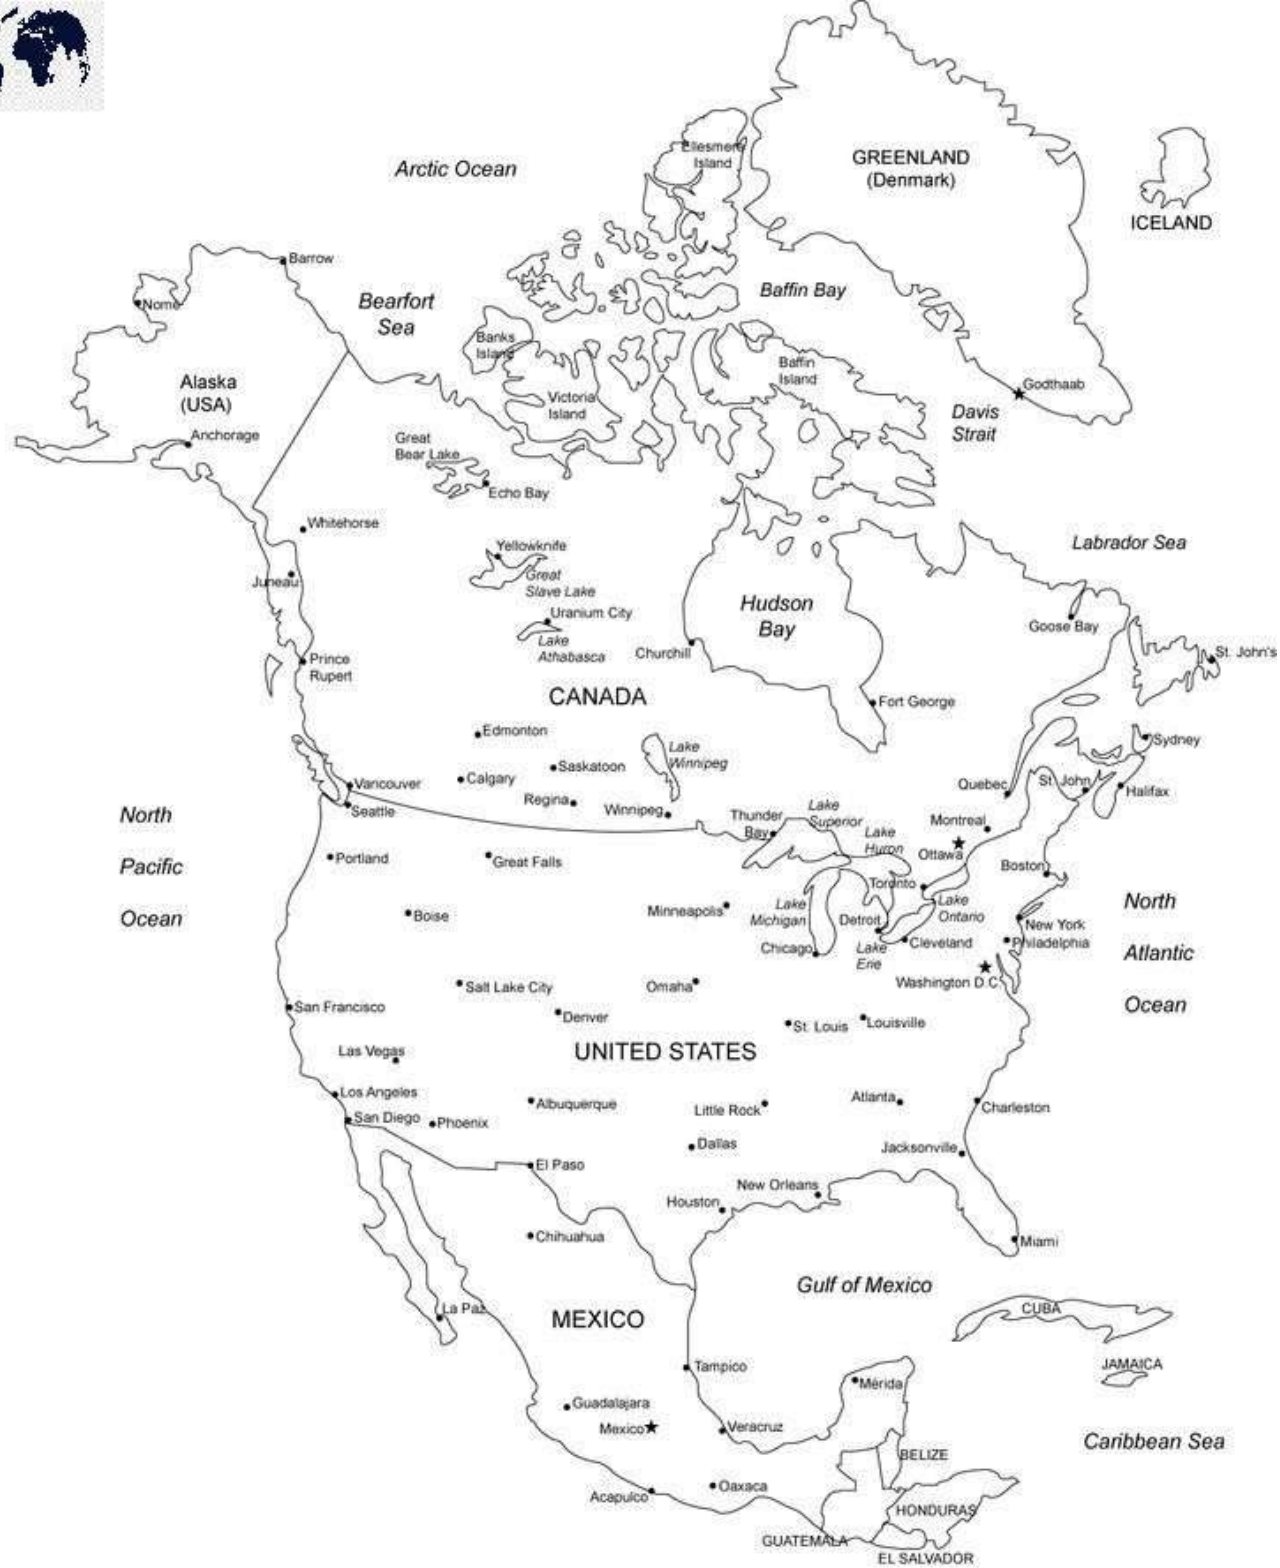 Ellesmere
Island
Arctic Ocean
GREENLAND
(Denmark)
ICELAND
Barrow
Nome
Bearfort
Sea
Baffin Bay
Banks
Island
Baffin
Island
Alaska
(USA)
Victoria
Island
Godthaab
Davis
Strait
Anchorage
Great
Bear Lake
Echo Bay
Whitehorse
Yellowknife
Great
Slave Lake
Labrador Sea
Juneau
Uranium City
Lake
Athabasca
Hudson
Bay
Goose Bay
Churchill
St. John's
Prince
Rupert
CANADA
Fort George
Edmonton
Lake
Winnipeg
Sydney
Saskatoon
Calgary
Vancouver
Quebec
St. John
Halifax
Regina
Winnipeg
Seattle
Thunder
Bay
Lake
Superior
Lake
Huron
Montreal
Ottawa
North
Pacific
Ocean
Portland
Great Falls
Boston
Toronto
Boise
Minneapolis
Lake
Michigan
Detroit
Lake
Ontario
North
Atlantic
Ocean
New York
Philadelphia
Chicago
Lake
Erie
Cleveland
Washington D.C.
Salt Lake City
Omaha
San Francisco
Denver
St. Louis
Louisville
Las Vegas
UNITED STATES
Los Angeles
Albuquerque
Little Rock
Atlanta
Charleston
San Diego
Phoenix
Dallas
Jacksonville
El Paso
New Orleans
Houston
Chihuahua
Miami
Gulf of Mexico
La Paz
MEXICO
CUBA
Tampico
JAMAICA
Mérida
Guadalajara
Mexico
Veracruz
Caribbean Sea
BELIZE
Oaxaca
Acapulco
HONDURAS
GUATEMALA
EL SALVADOR